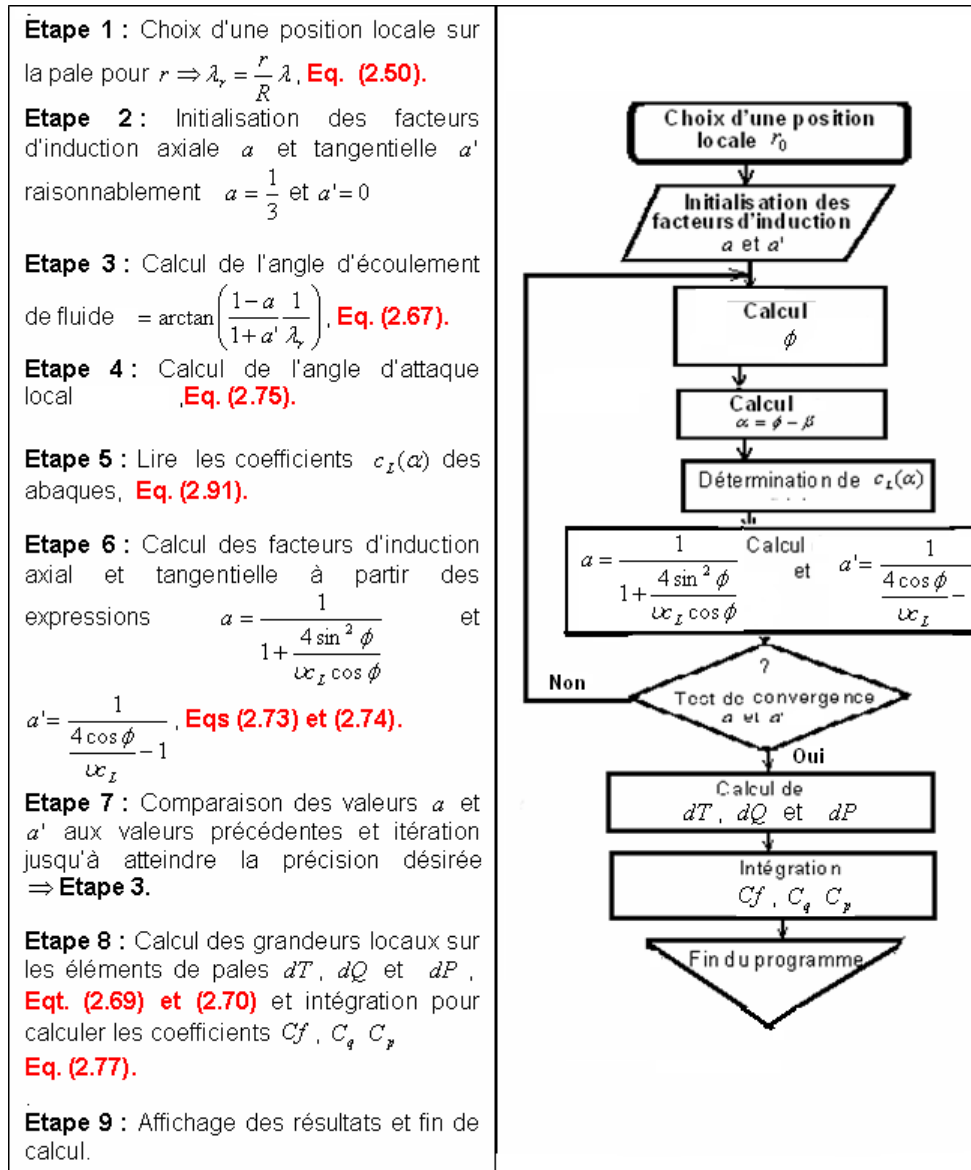 Etape 1 : Choix d'une position locale sur
la pale pour r ⇒ λ_r = r/R λ, Eq. (2.50).
Etape 2 : Initialisation des facteurs
d'induction axiale a et tangentielle a'
raisonnablement a = 1/3 et a' = 0
Etape 3 : Calcul de l'angle d'écoulement
de fluide = arctan((1-a)/(1+a') 1/λ_r), Eq. (2.67).
Etape 4 : Calcul de l'angle d'attaque
local ,Eq. (2.75).
Etape 5 : Lire les coefficients c_L(α) des
abaques, Eq. (2.91).
Etape 6 : Calcul des facteurs d'induction
axial et tangentielle à partir des
expressions a = 1/(1 + (4 sin² φ)/(υc_L cos φ)) et
a' = 1/((4 cos φ)/(υc_L) - 1), Eqs (2.73) et (2.74).
Etape 7 : Comparaison des valeurs a et
a' aux valeurs précédentes et itération
jusqu'à atteindre la précision désirée
⇒ Etape 3.
Etape 8 : Calcul des grandeurs locaux sur
les éléments de pales dT, dQ et dP ,
Eqt. (2.69) et (2.70) et intégration pour
calculer les coefficients Cf , C_q C_p
Eq. (2.77).
Etape 9 : Affichage des résultats et fin de
calcul.
Choix d'une position
locale r_0
Initialisation des
facteurs d'induction
a et a'
Calcul
φ
Calcul
α = φ - β
Détermination de c_L(α)
Calcul
a = 1/(1 + (4 sin² φ)/(υc_L cos φ)) et a' = 1/((4 cos φ)/(υc_L) -
?
Test de convergence
a et a'
Non
Oui
Calcul de
dT , dQ et dP
Intégration
Cf , C_q C_p
Fin du programme